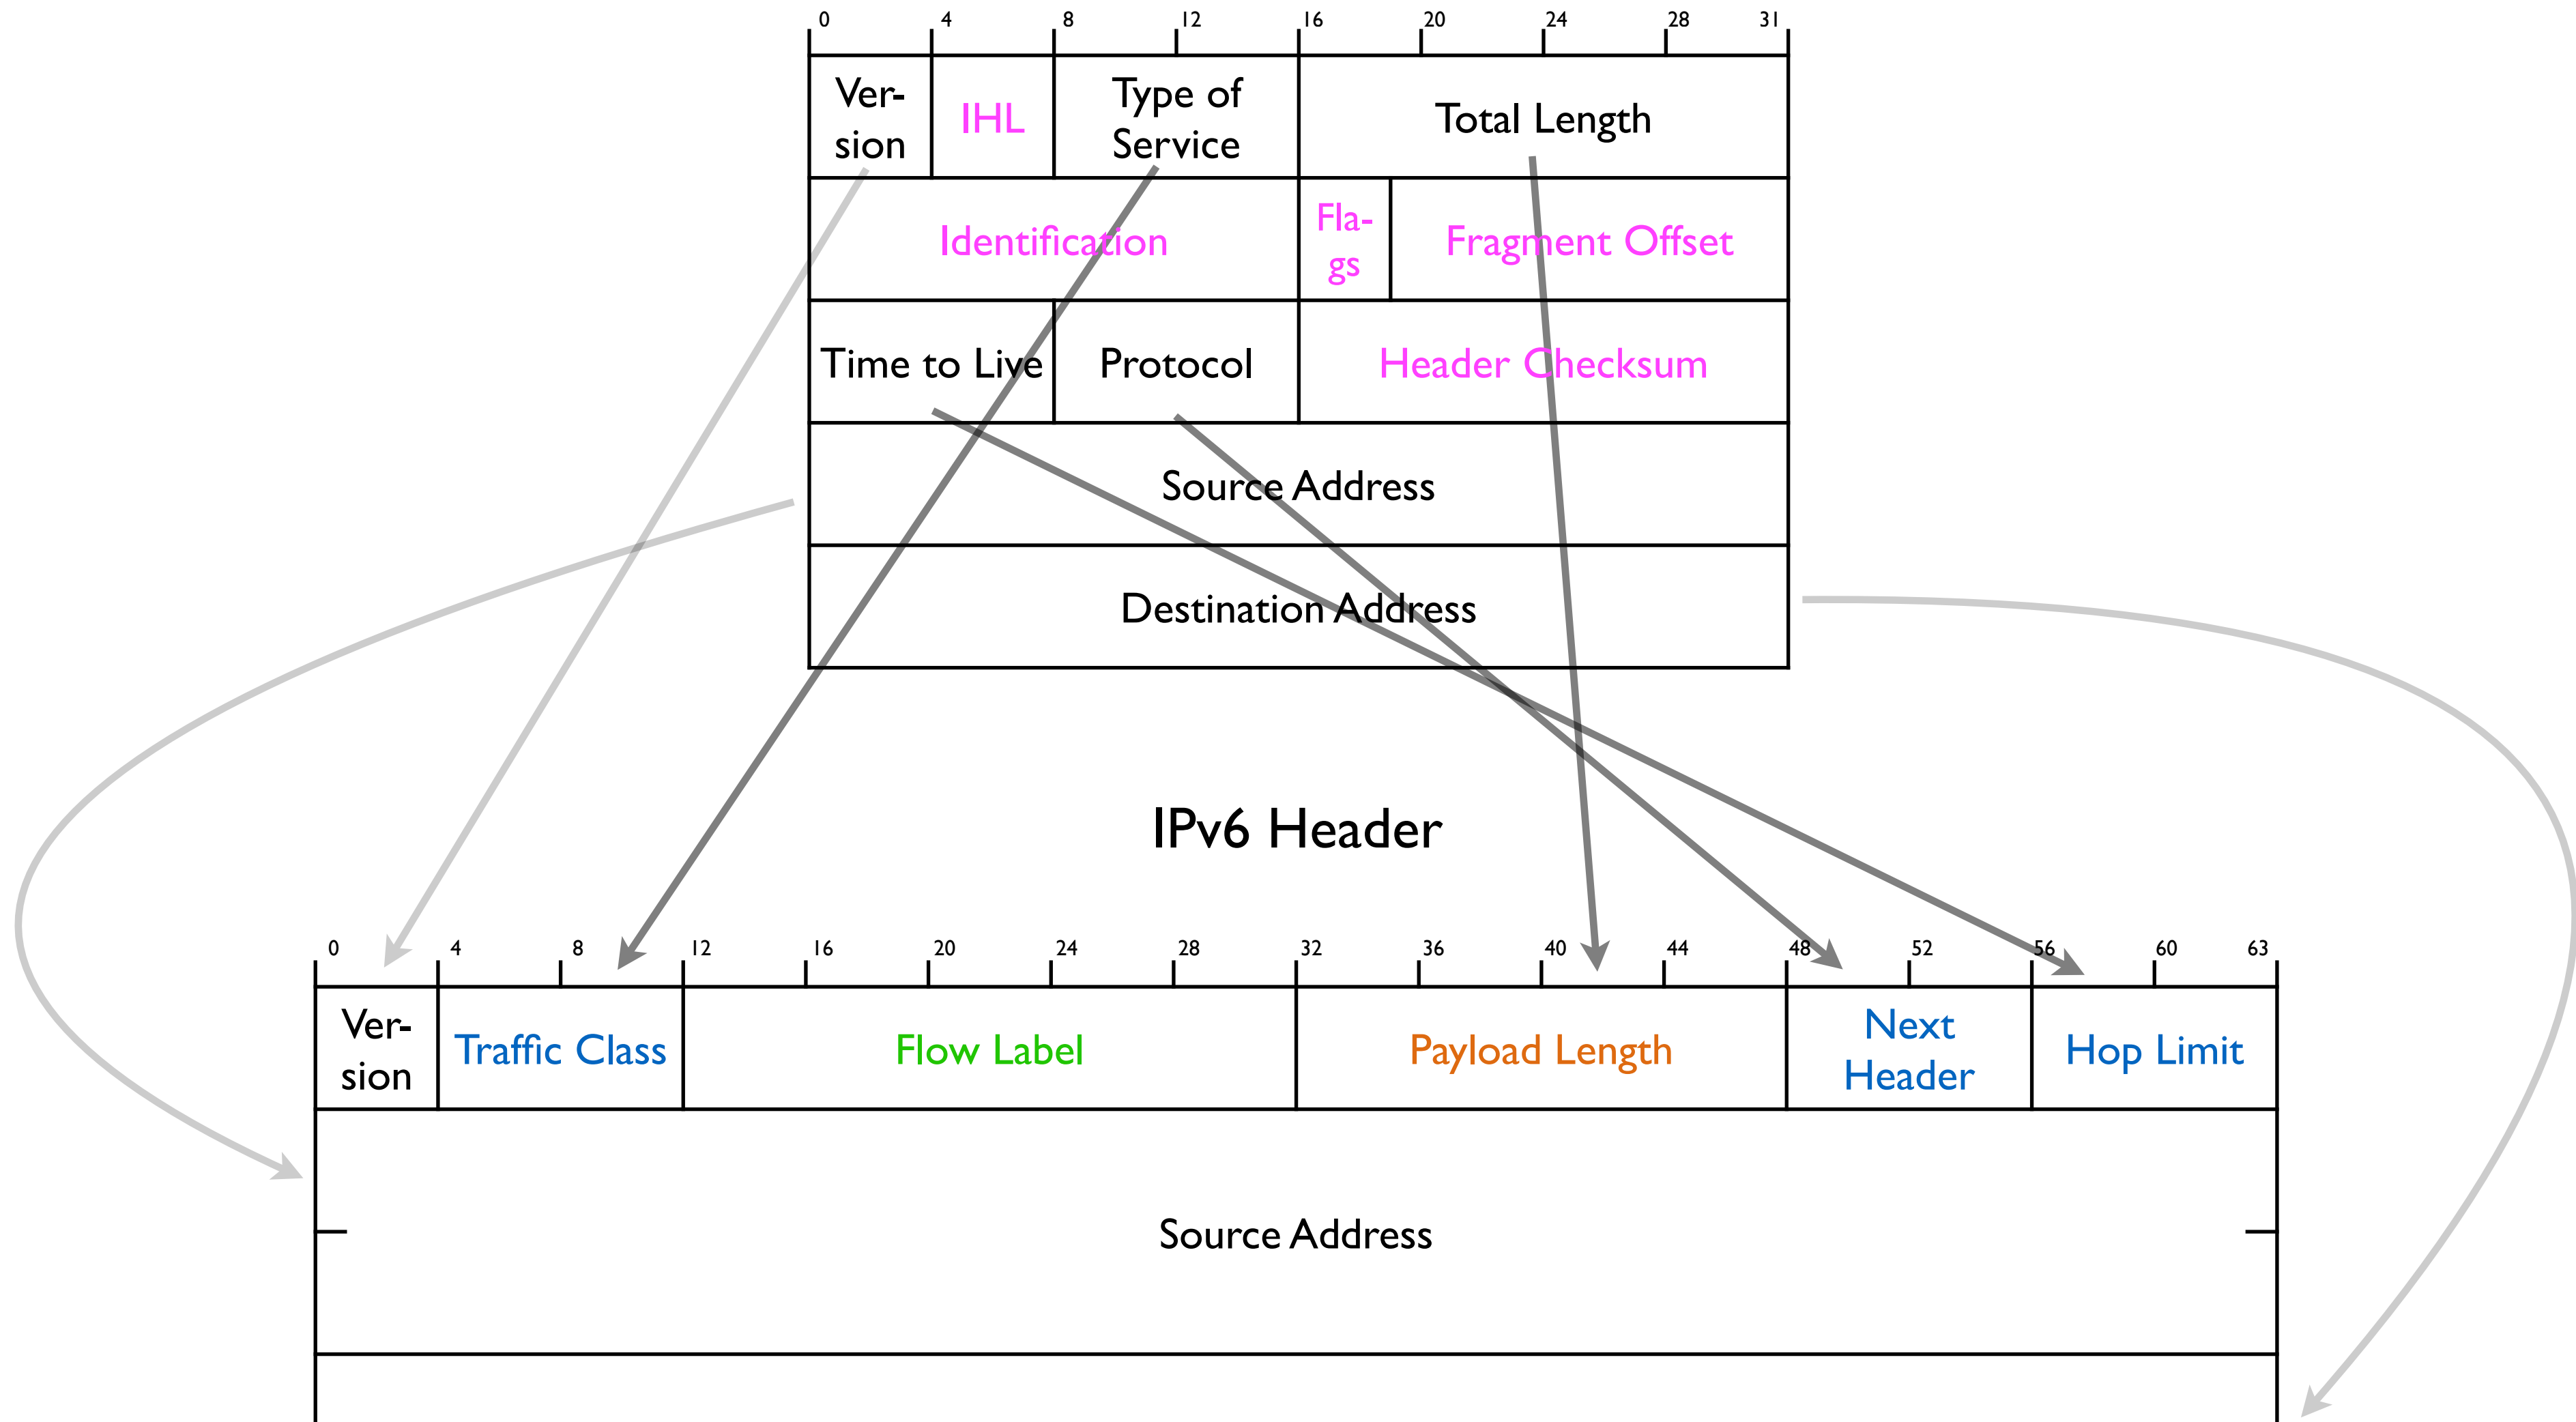 0 4 8 12 16 20 24 28 31
Ver-
sion
IHL
Type of
Service
Total Length
Identification
Fla-
gs
Fragment Offset
Time to Live
Protocol
Header Checksum
Source Address
Destination Address
IPv6 Header
0 4 8 12 16 20 24 28 32 36 40 44 48 52 56 60 63
Ver-
sion
Traffic Class
Flow Label
Payload Length
Next
Header
Hop Limit
Source Address